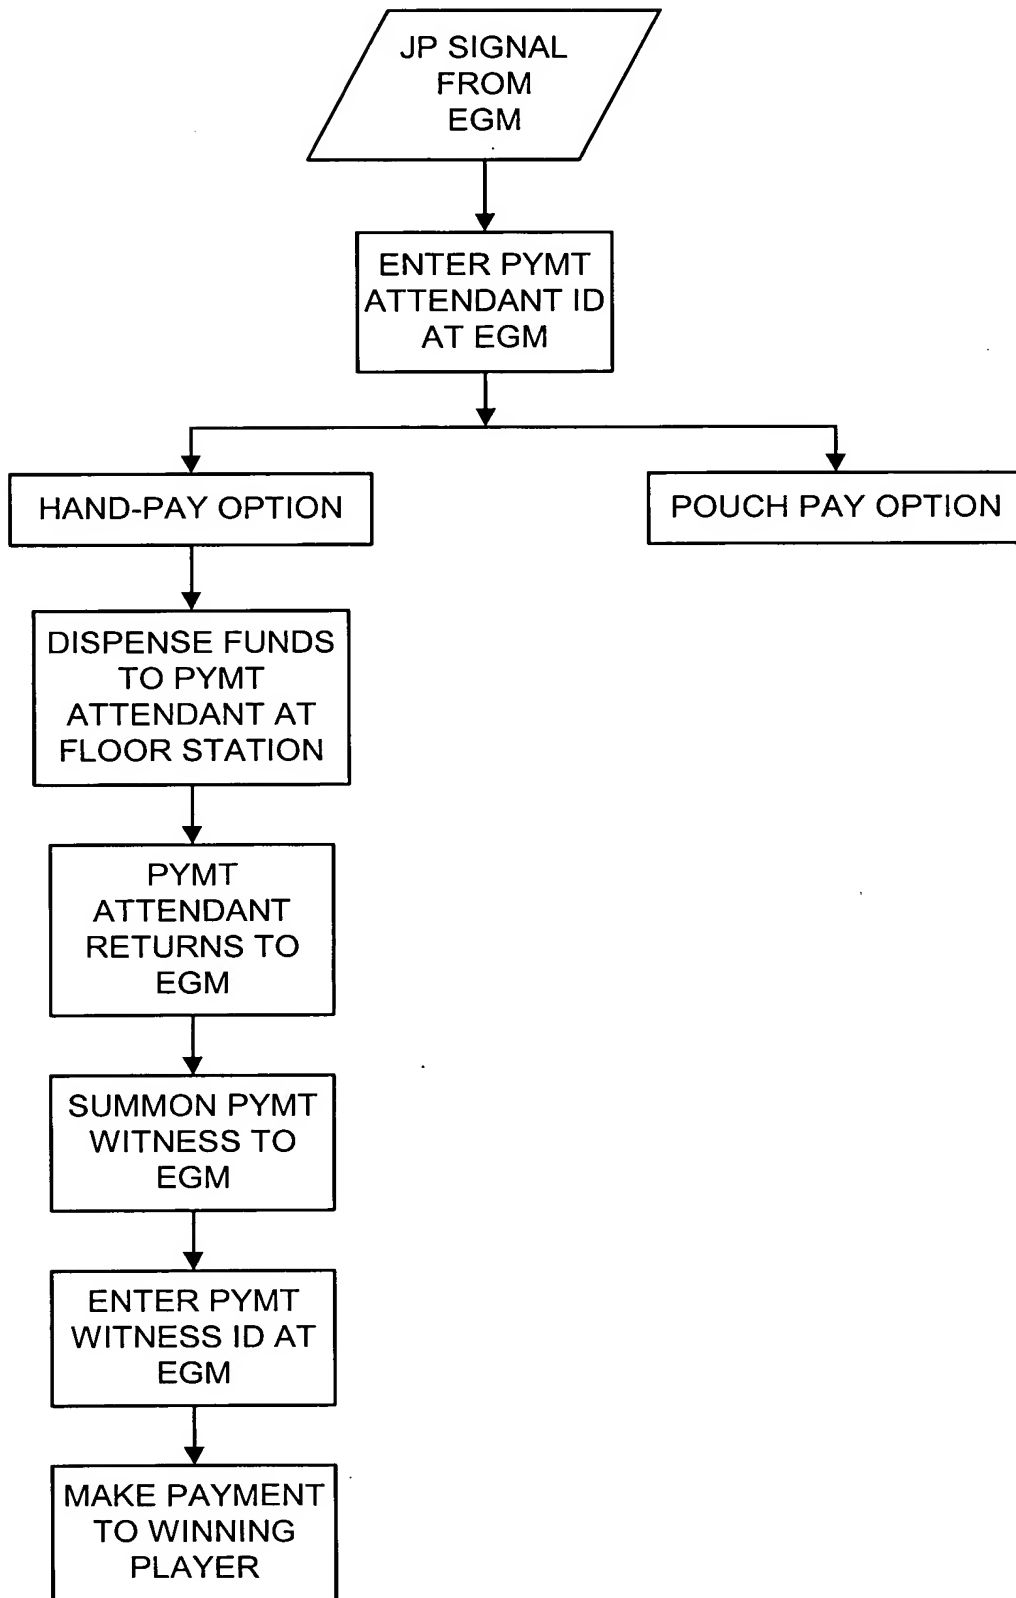 JP SIGNAL
FROM
EGM
ENTER PYMT
ATTENDANT ID
AT EGM
HAND-PAY OPTION
POUCH PAY OPTION
DISPENSE FUNDS
TO PYMT
ATTENDANT AT
FLOOR STATION
PYMT
ATTENDANT
RETURNS TO
EGM
SUMMON PYMT
WITNESS TO
EGM
ENTER PYMT
WITNESS ID AT
EGM
MAKE PAYMENT
TO WINNING
PLAYER